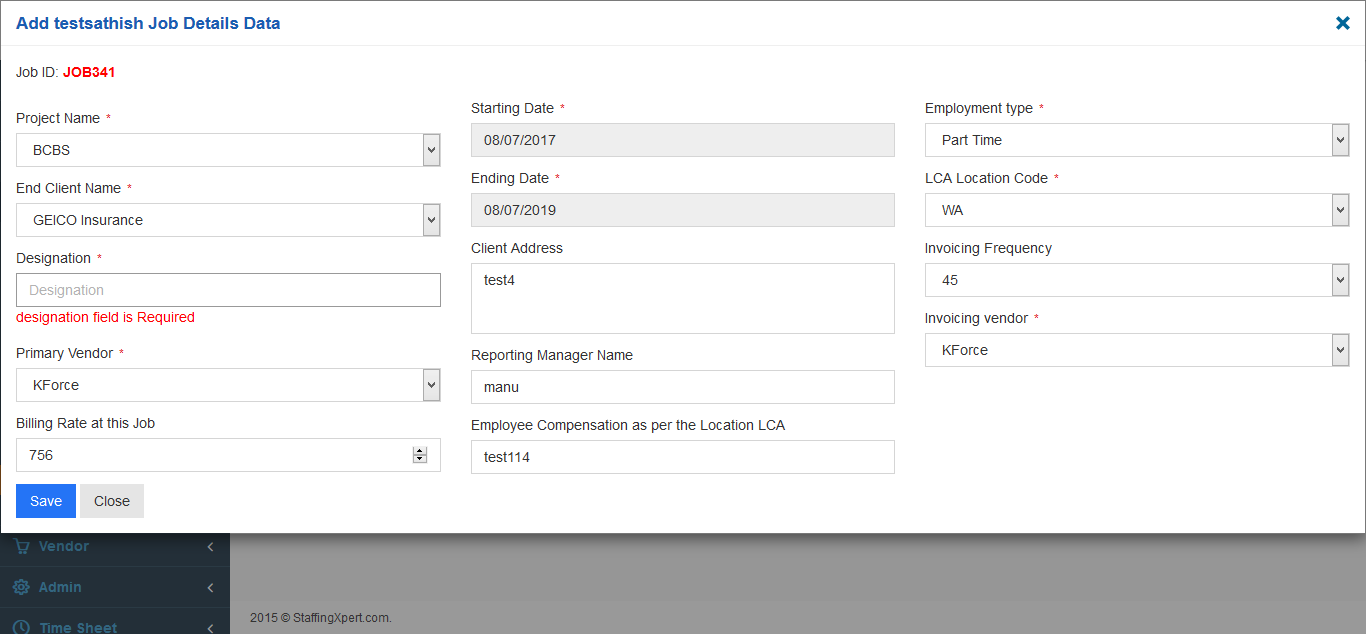 Add testsathish Job Details Data
Job ID: JOB341
Project Name *
BCBS
End Client Name *
GEICO Insurance
Designation *
Designation
designation field is Required
Primary Vendor *
KForce
Billing Rate at this Job
756
Save Close
Starting Date *
08/07/2017
Ending Date *
08/07/2019
Client Address
test4
Reporting Manager Name
manu
Employee Compensation as per the Location LCA
test114
Employment type *
Part Time
LCA Location Code *
WA
Invoicing Frequency
45
Invoicing vendor *
KForce
Vendor
Admin
Time Sheet
2015 © StaffingXpert.com.